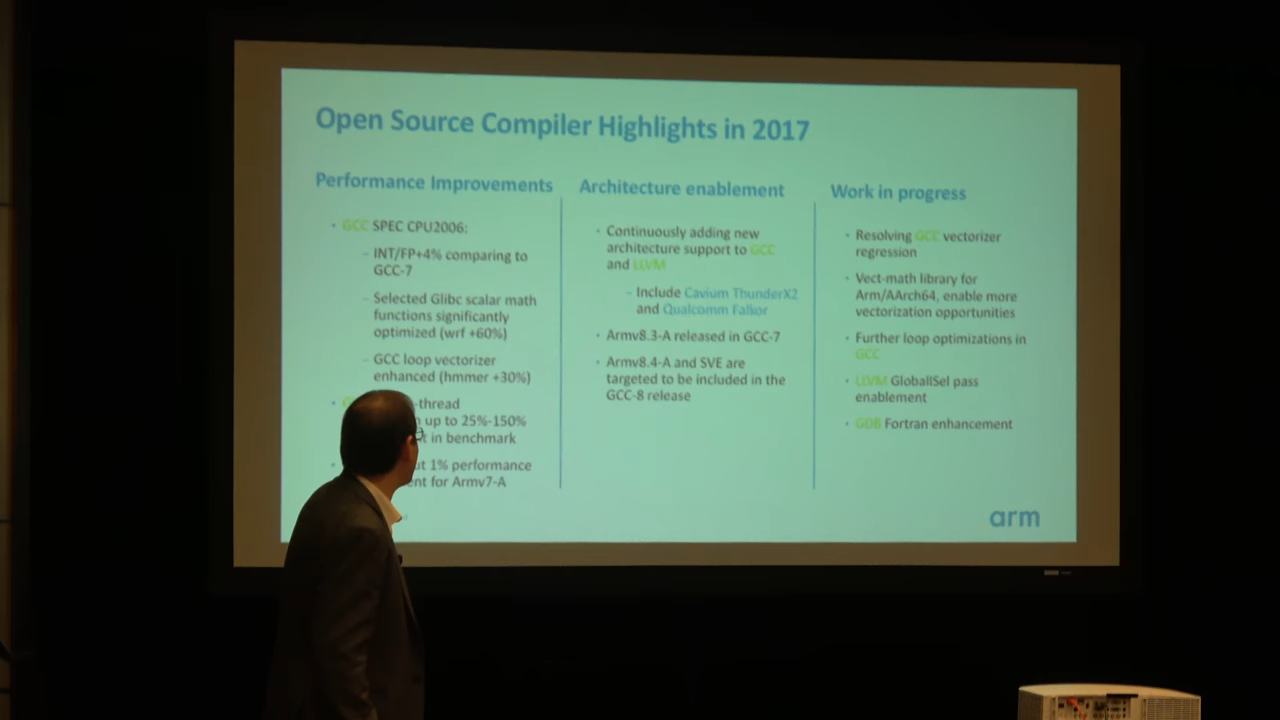 Open Source Compiler Highlights in 2017
Performance Improvements
GCC SPEC CPU2006:
INT/FP+4% comparing to
GCC-7
Selected Glibc scalar math
functions significantly
optimized (wrf +60%)
GCC loop vectorizer
enhanced (hmmer +30%)
-thread
up to 25%-150%
in benchmark
1% performance
for Armv7-A
Architecture enablement
Continuously adding new
architecture support to GCC
and LLVM
Include Cavium ThunderX2
and Qualcomm Falkor
Armv8.3-A released in GCC-7
Armv8.4-A and SVE are
targeted to be included in the
GCC-8 release
Work in progress
Resolving GCC vectorizer
regression
Vect-math library for
Arm/AArch64, enable more
vectorization opportunities
Further loop optimizations in
GCC
LLVM GlobalISel pass
enablement
GDB Fortran enhancement
arm